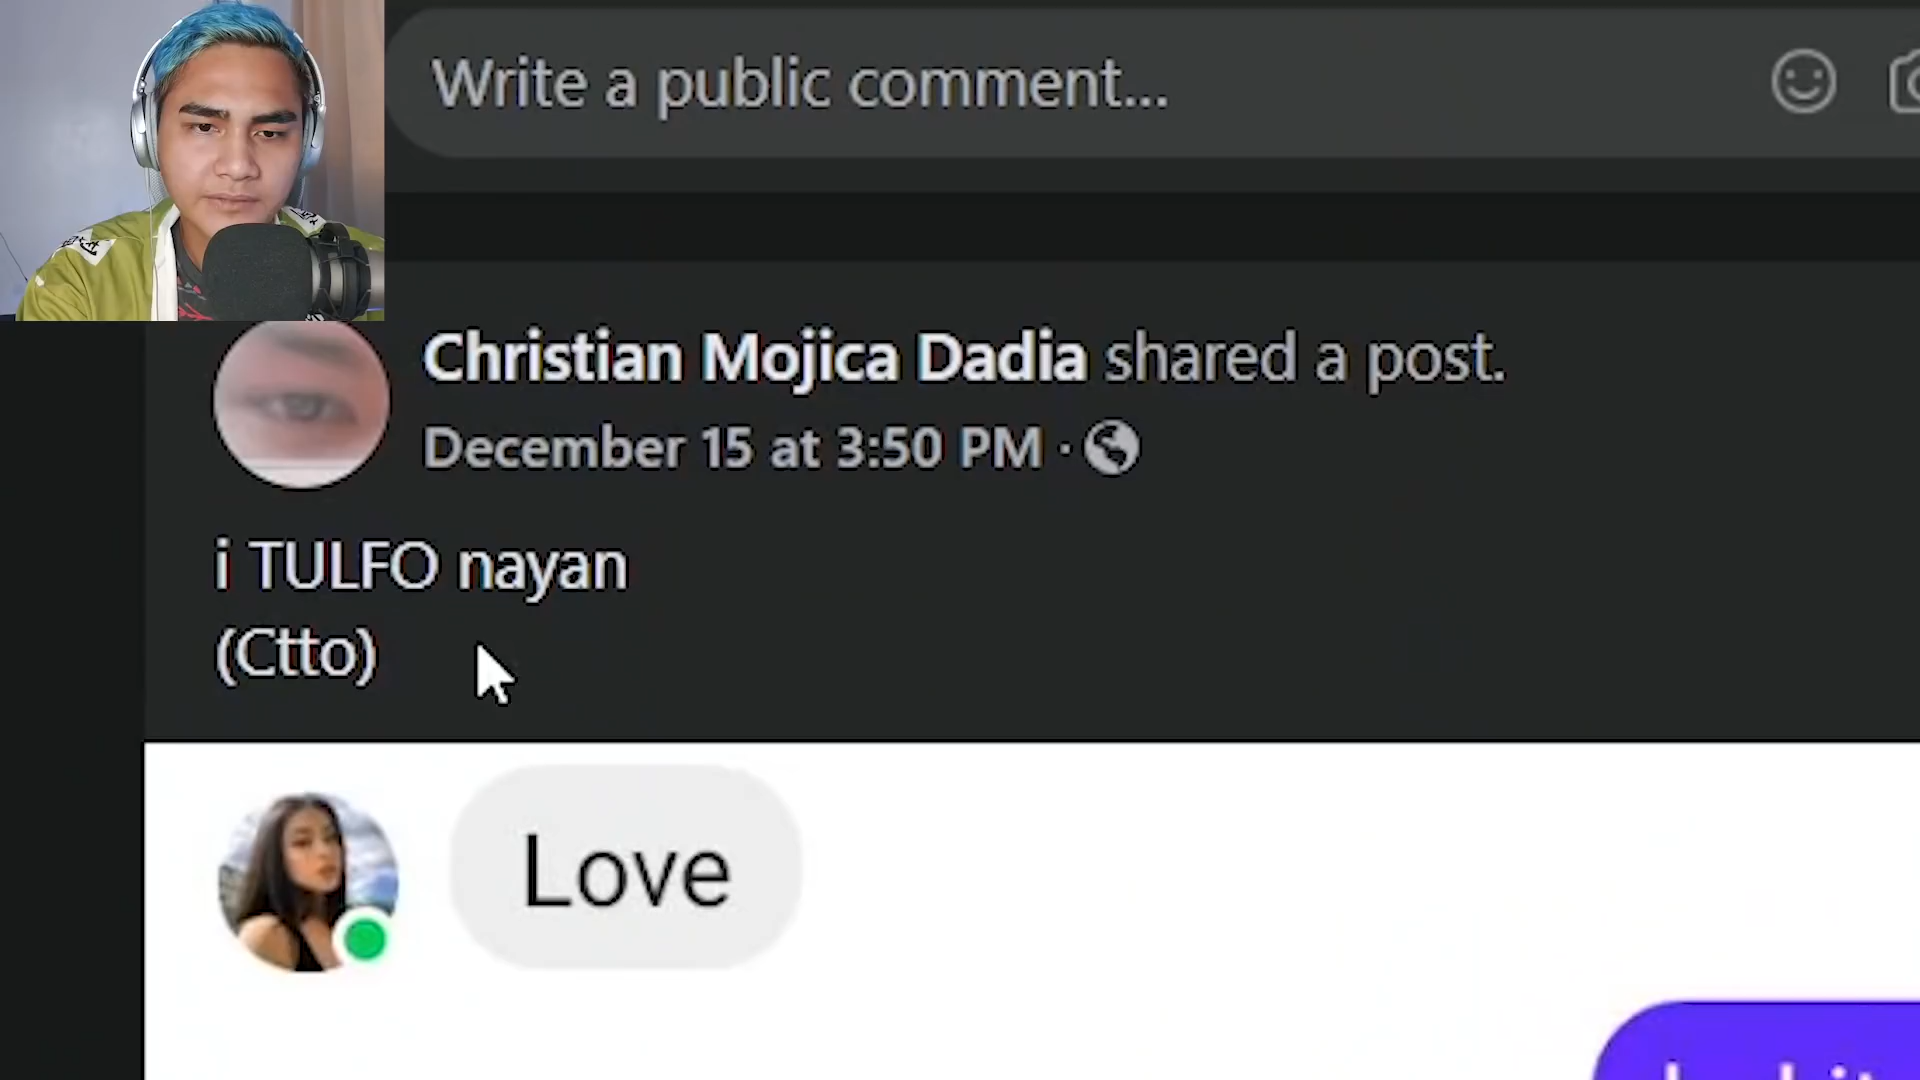 Write a public comment...
Christian Mojica Dadia shared a post.
December 15 at 3:50 PM ·
i TULFO nayan
(Ctto)
Love